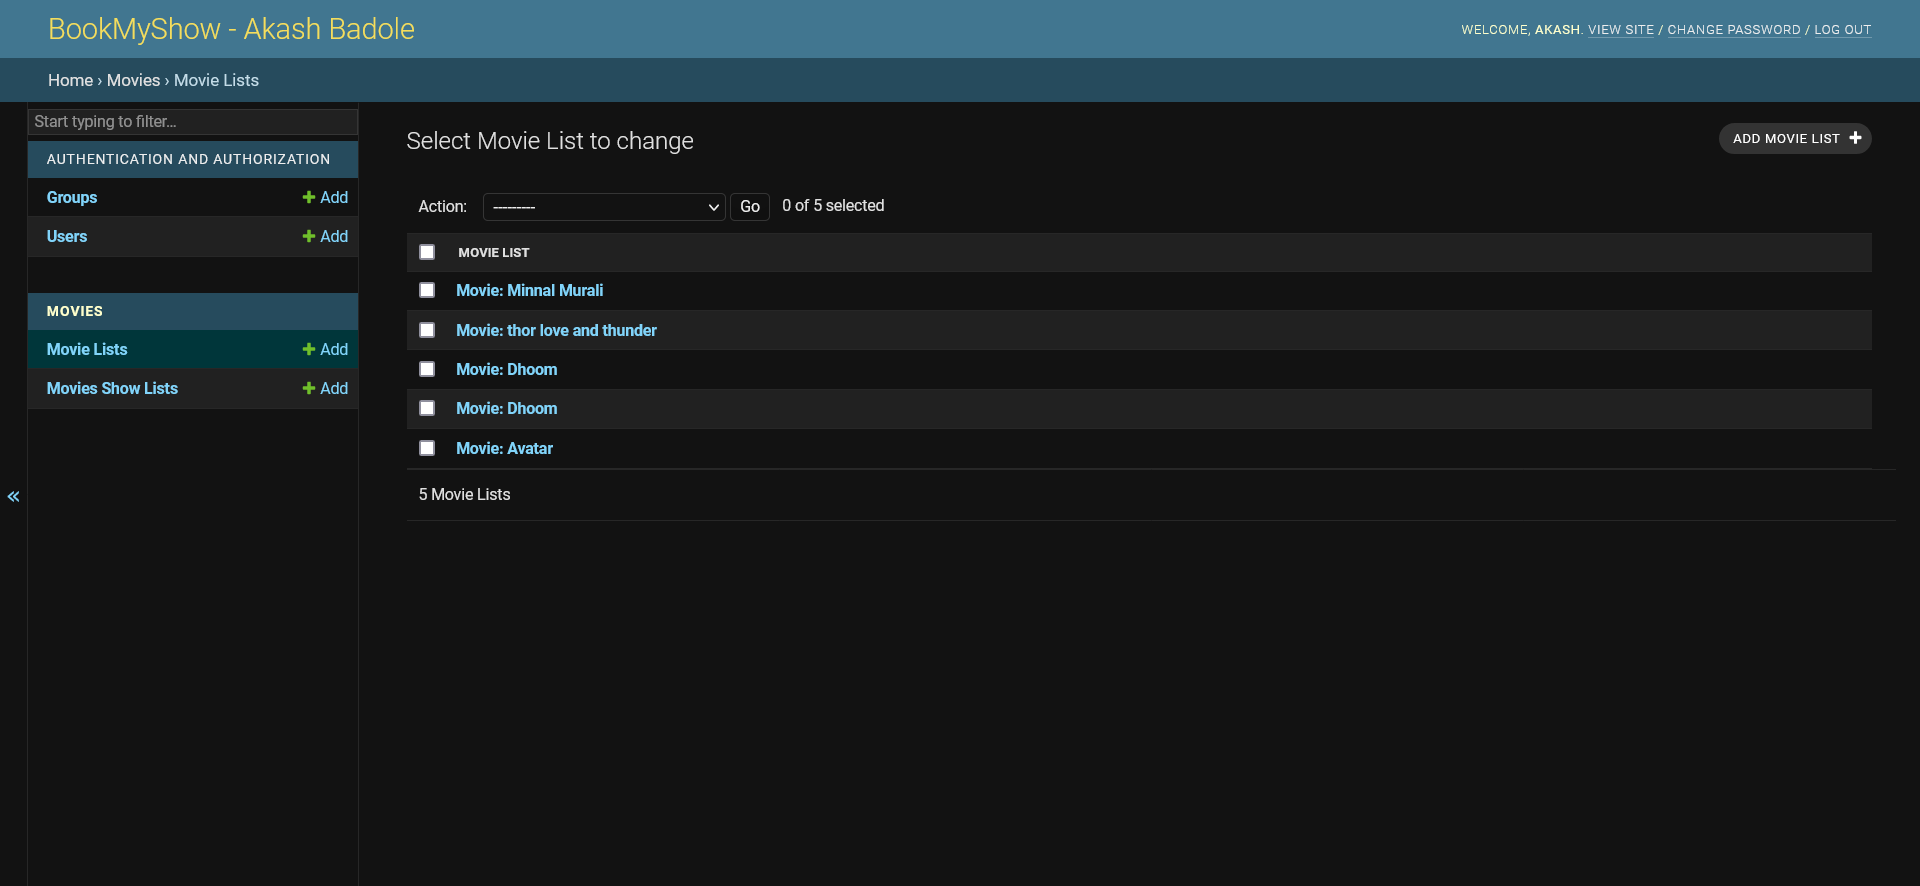 BookMyShow - Akash Badole
WELCOME, AKASH. VIEW SITE / CHANGE PASSWORD / LOG OUT
Home › Movies › Movie Lists
Start typing to filter...
AUTHENTICATION AND AUTHORIZATION
Groups + Add
Users + Add
MOVIES
Movie Lists + Add
Movies Show Lists + Add
«
Select Movie List to change
ADD MOVIE LIST +
Action: --------- Go 0 of 5 selected
MOVIE LIST
Movie: Minnal Murali
Movie: thor love and thunder
Movie: Dhoom
Movie: Dhoom
Movie: Avatar
5 Movie Lists